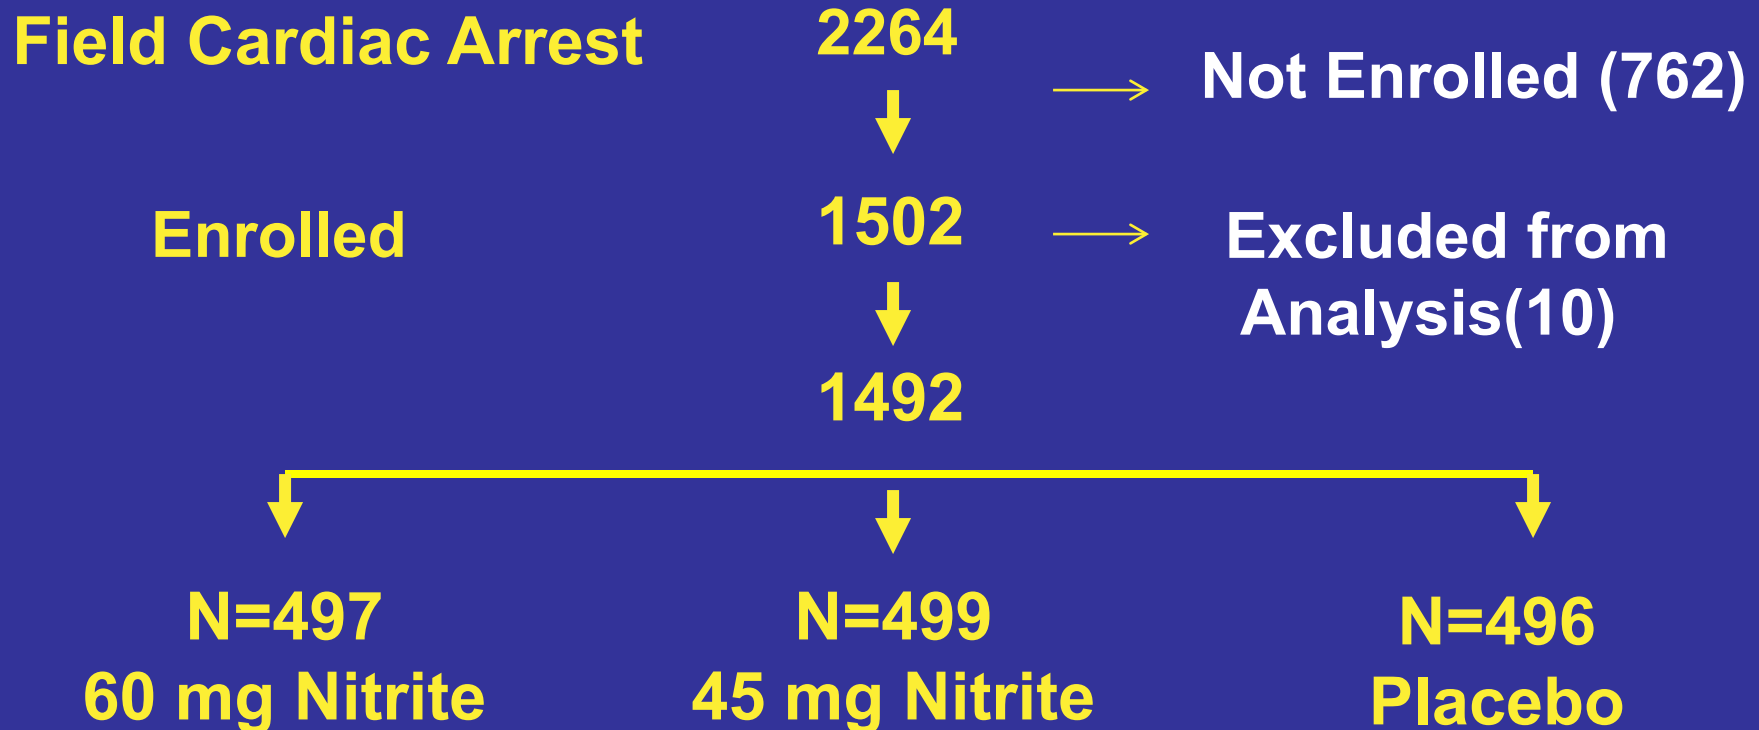 Field Cardiac Arrest
2264
Not Enrolled (762)
Enrolled
1502
Excluded from
Analysis(10)
1492
N=497
60 mg Nitrite
N=499
45 mg Nitrite
N=496
Placebo